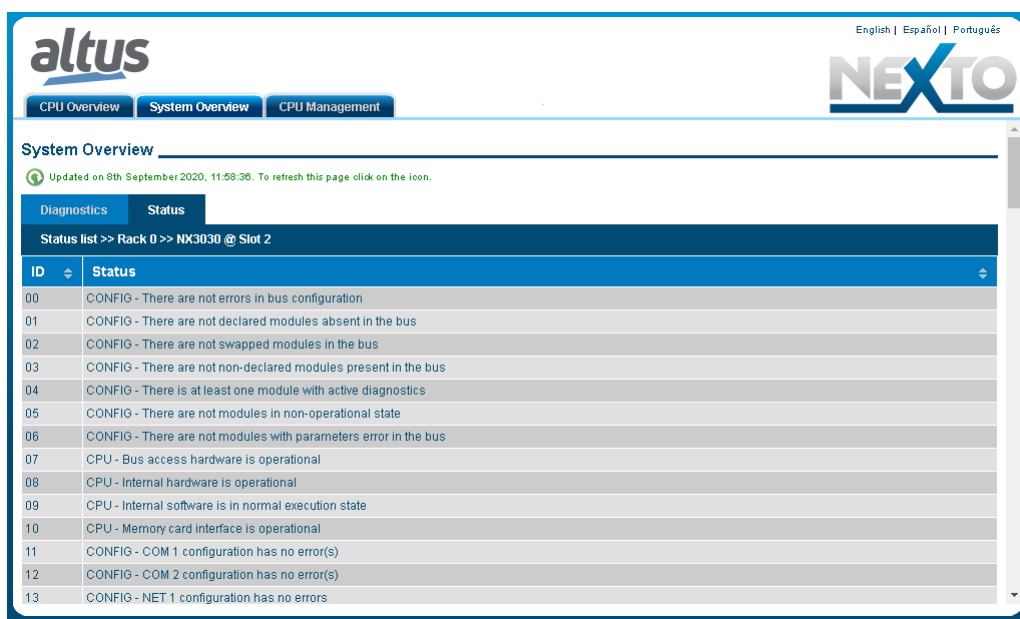 English | Español | Português
altus
NEXTO
CPU Overview System Overview CPU Management
System Overview
Updated on 8th September 2020, 11:58:36. To refresh this page click on the icon.
Diagnostics Status
Status list >> Rack 0 >> NX3030 @ Slot 2
ID Status
00 CONFIG - There are not errors in bus configuration
01 CONFIG - There are not declared modules absent in the bus
02 CONFIG - There are not swapped modules in the bus
03 CONFIG - There are not non-declared modules present in the bus
04 CONFIG - There is at least one module with active diagnostics
05 CONFIG - There are not modules in non-operational state
06 CONFIG - There are not modules with parameters error in the bus
07 CPU - Bus access hardware is operational
08 CPU - Internal hardware is operational
09 CPU - Internal software is in normal execution state
10 CPU - Memory card interface is operational
11 CONFIG - COM 1 configuration has no error(s)
12 CONFIG - COM 2 configuration has no error(s)
13 CONFIG - NET 1 configuration has no errors